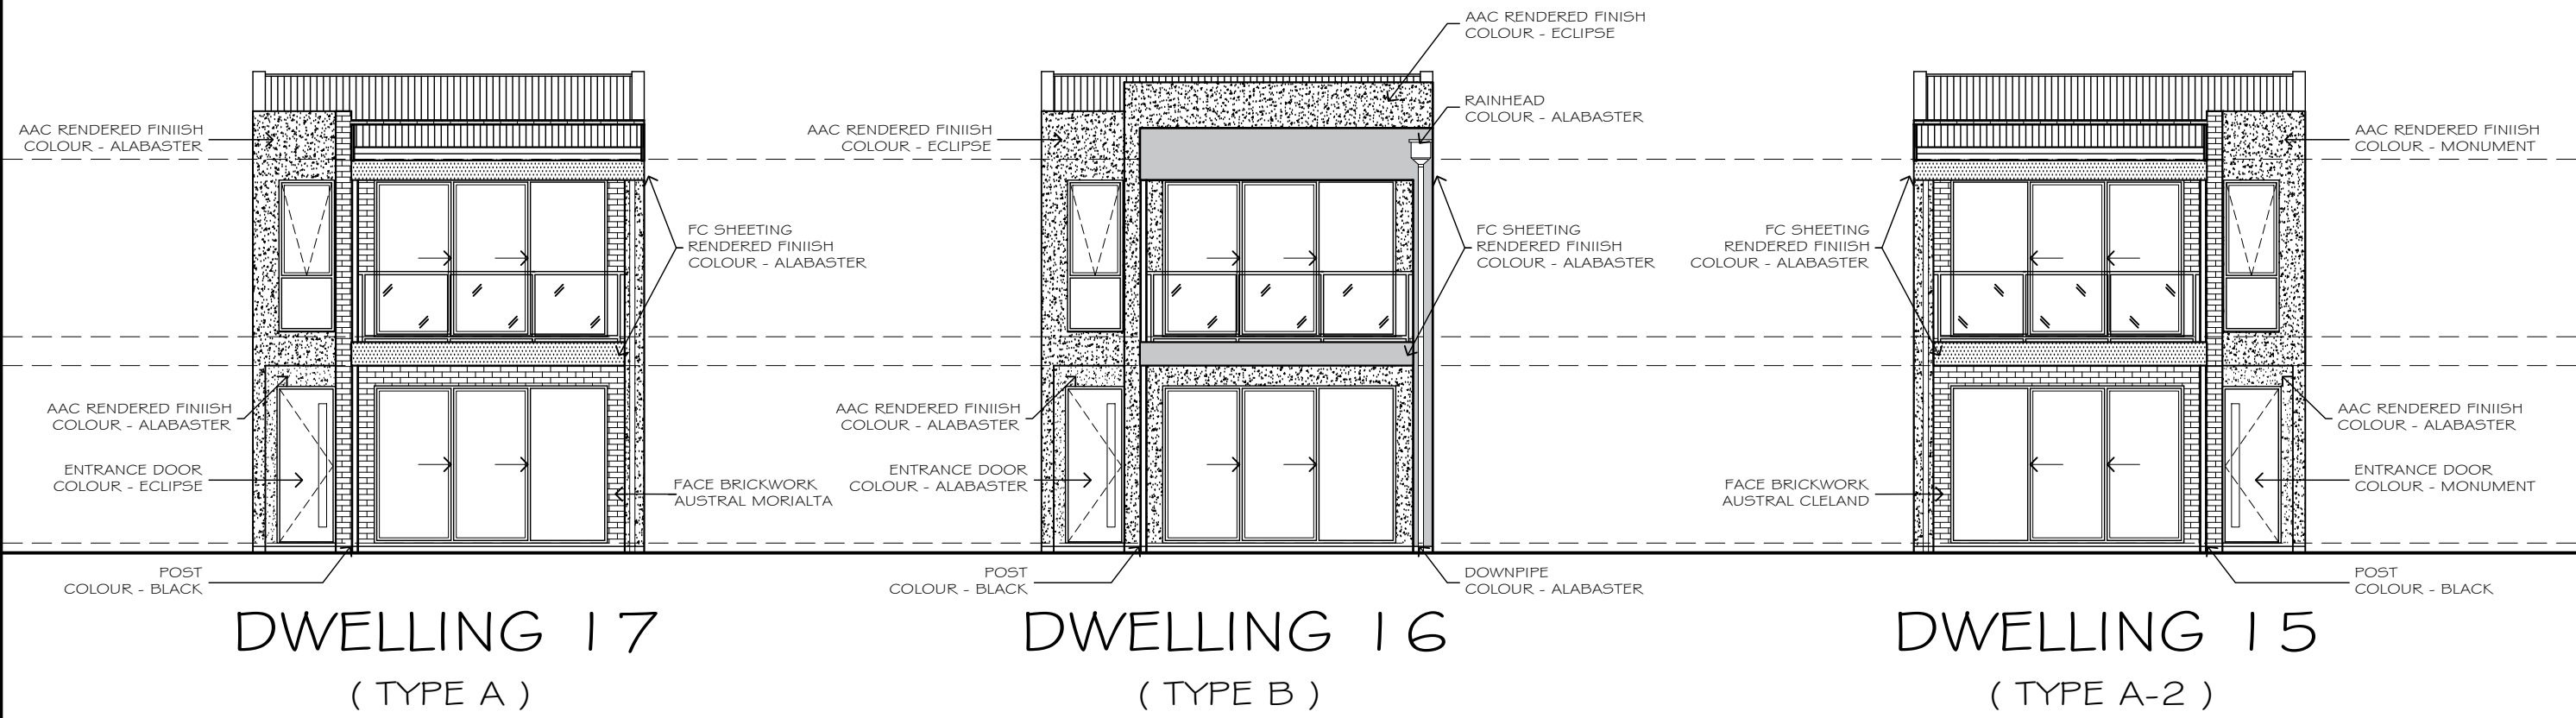 AAC RENDERED FINIISH
COLOUR - ALABASTER
FC SHEETING
RENDERED FINIISH
COLOUR - ALABASTER
AAC RENDERED FINIISH
COLOUR - ALABASTER
ENTRANCE DOOR
COLOUR - ECLIPSE
FACE BRICKWORK
AUSTRAL MORIALTA
POST
COLOUR - BLACK
DWELLING 17
( TYPE A )
AAC RENDERED FINISH
COLOUR - ECLIPSE
RAINHEAD
COLOUR - ALABASTER
AAC RENDERED FINIISH
COLOUR - ECLIPSE
FC SHEETING
RENDERED FINIISH
COLOUR - ALABASTER
AAC RENDERED FINIISH
COLOUR - ALABASTER
ENTRANCE DOOR
COLOUR - ALABASTER
POST
COLOUR - BLACK
DOWNPIPE
COLOUR - ALABASTER
DWELLING 16
( TYPE B )
AAC RENDERED FINIISH
COLOUR - MONUMENT
FC SHEETING
RENDERED FINIISH
COLOUR - ALABASTER
AAC RENDERED FINIISH
COLOUR - ALABASTER
FACE BRICKWORK
AUSTRAL CLELAND
ENTRANCE DOOR
COLOUR - MONUMENT
POST
COLOUR - BLACK
DWELLING 15
( TYPE A-2 )